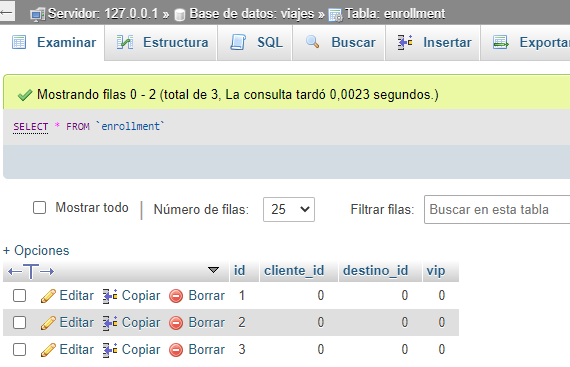 Servidor: 127.0.0.1 » Base de datos: viajes » Tabla: enrollment
Examinar Estructura SQL Buscar Insertar Exportar
Mostrando filas 0 - 2 (total de 3, La consulta tardó 0,0023 segundos.)
SELECT * FROM `enrollment`
Mostrar todo | Número de filas: 25 Filtrar filas: Buscar en esta tabla
+ Opciones
←T→ id cliente_id destino_id vip
Editar Copiar Borrar 1 0 0 0
Editar Copiar Borrar 2 0 0 0
Editar Copiar Borrar 3 0 0 0